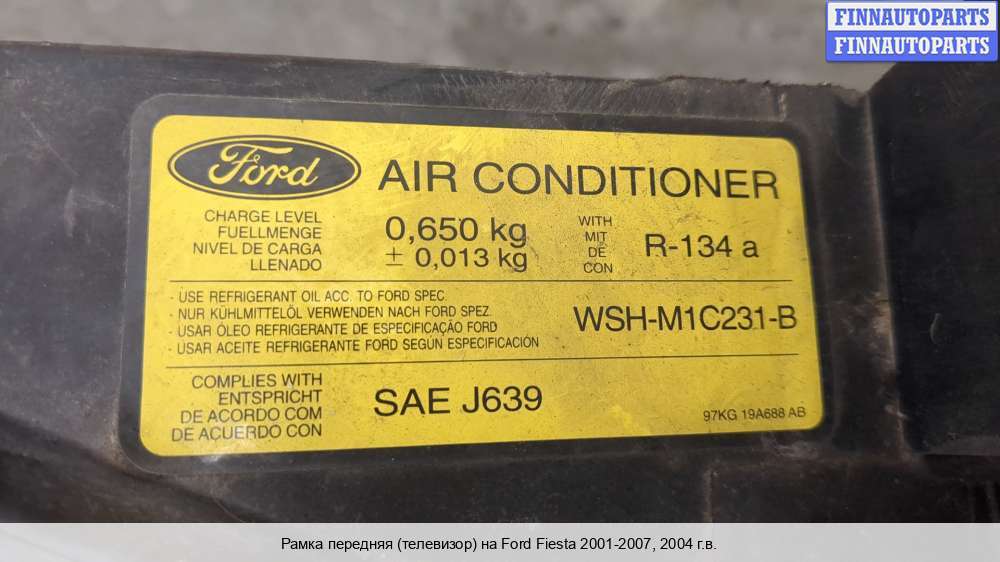 FINNAUTOPARTS
FINNAUTOPARTS
Ford
AIR CONDITIONER
CHARGE LEVEL
FUELLMENGE
NIVEL DE CARGA
LLENADO
0,650 kg
± 0,013 kg
WITH
MIT
DE
CON
R-134 a
- USE REFRIGERANT OIL ACC. TO FORD SPEC.
- NUR KÜHLMITTELÖL VERWENDEN NACH FORD SPEZ.
- USAR ÓLEO REFRIGERANTE DE ESPECIFICAÇÃO FORD
- USAR ACEITE REFRIGERANTE FORD SEGÚN ESPECIFICACIÓN
WSH-M1C231-B
COMPLIES WITH
ENTSPRICHT
DE ACORDO COM
DE ACUERDO CON
SAE J639
97KG 19A688 AB
Рамка передняя (телевизор) на Ford Fiesta 2001-2007, 2004 г.в.